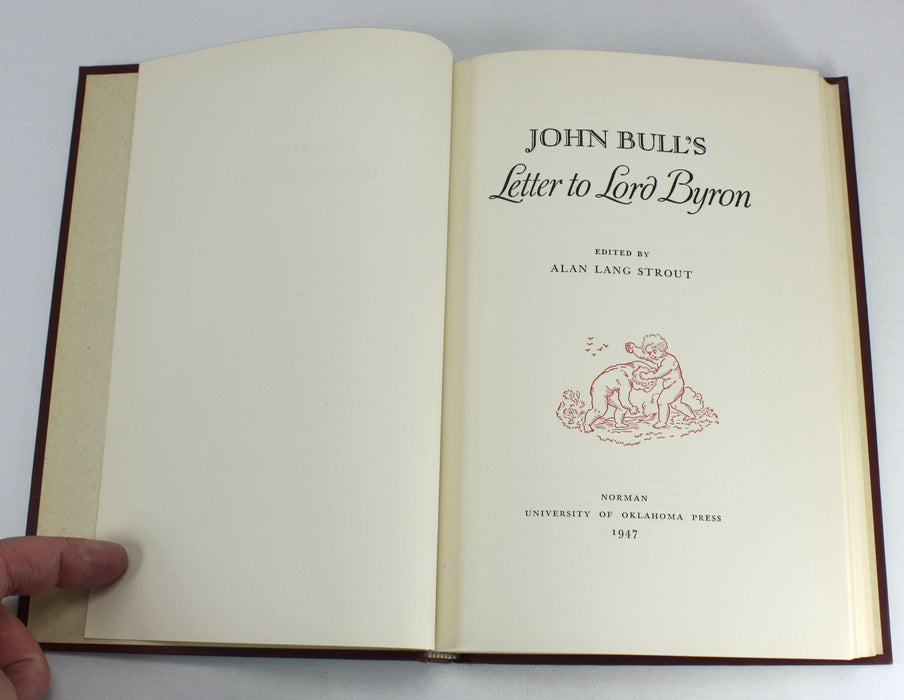 JOHN BULL'S
Letter to Lord Byron
EDITED BY
ALAN LANG STROUT
NORMAN
UNIVERSITY OF OKLAHOMA PRESS
1947